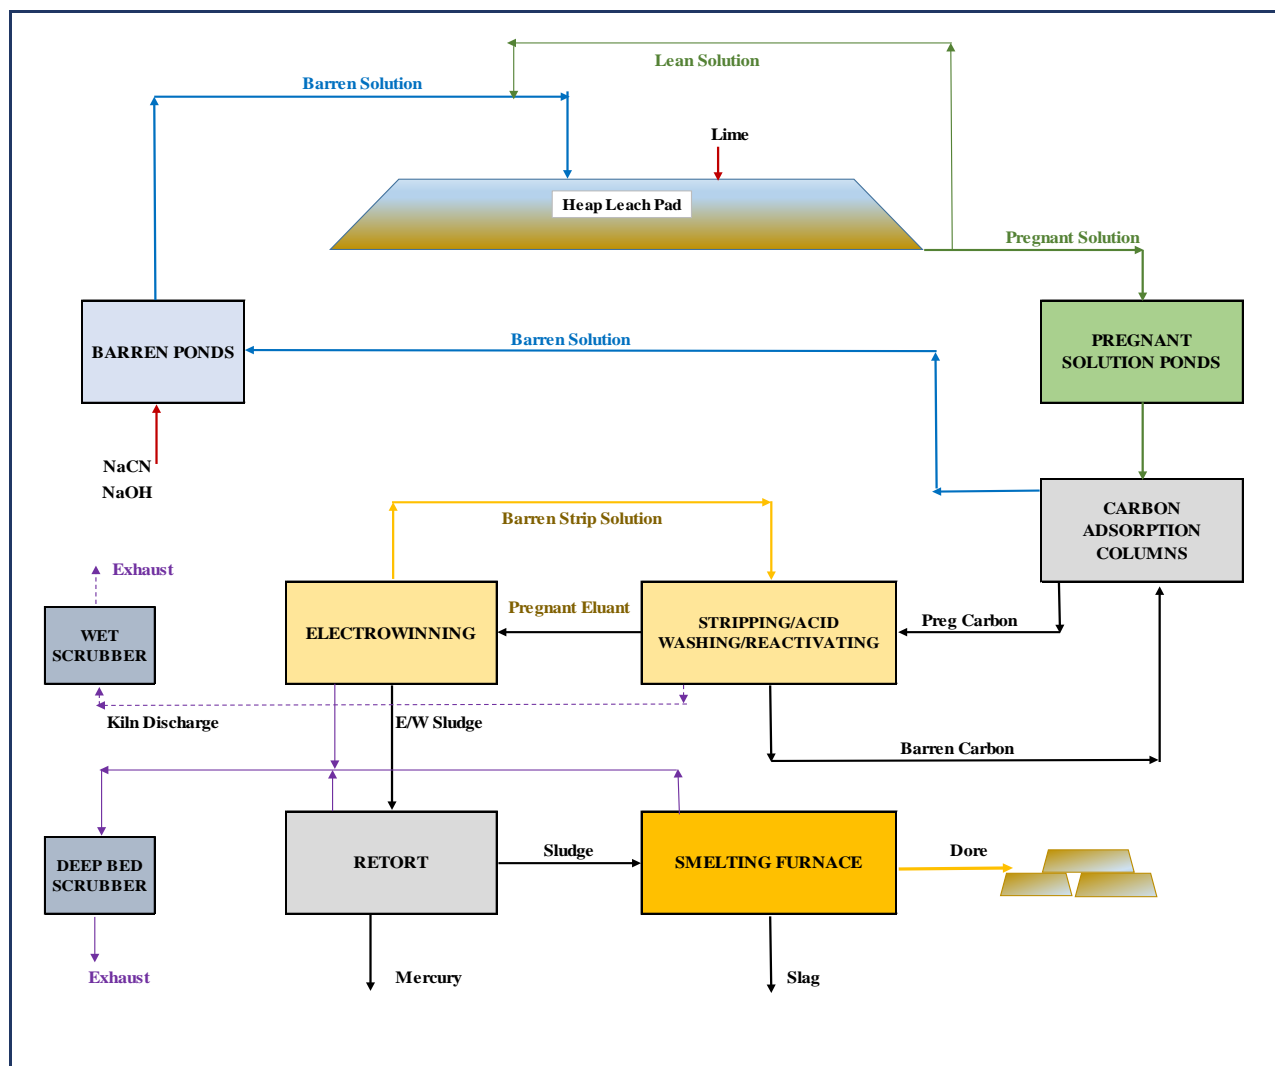 Lean Solution
Barren Solution
Lime
Heap Leach Pad
Pregnant Solution
BARREN PONDS
Barren Solution
PREGNANT
SOLUTION PONDS
NaCN
NaOH
CARBON
ADSORPTION
COLUMNS
Barren Strip Solution
Exhaust
WET
SCRUBBER
ELECTROWINNING
Pregnant Eluant
STRIPPING/ACID
WASHING/REACTIVATING
Preg Carbon
Kiln Discharge
E/W Sludge
Barren Carbon
DEEP BED
SCRUBBER
RETORT
Sludge
SMELTING FURNACE
Dore
Exhaust
Mercury
Slag